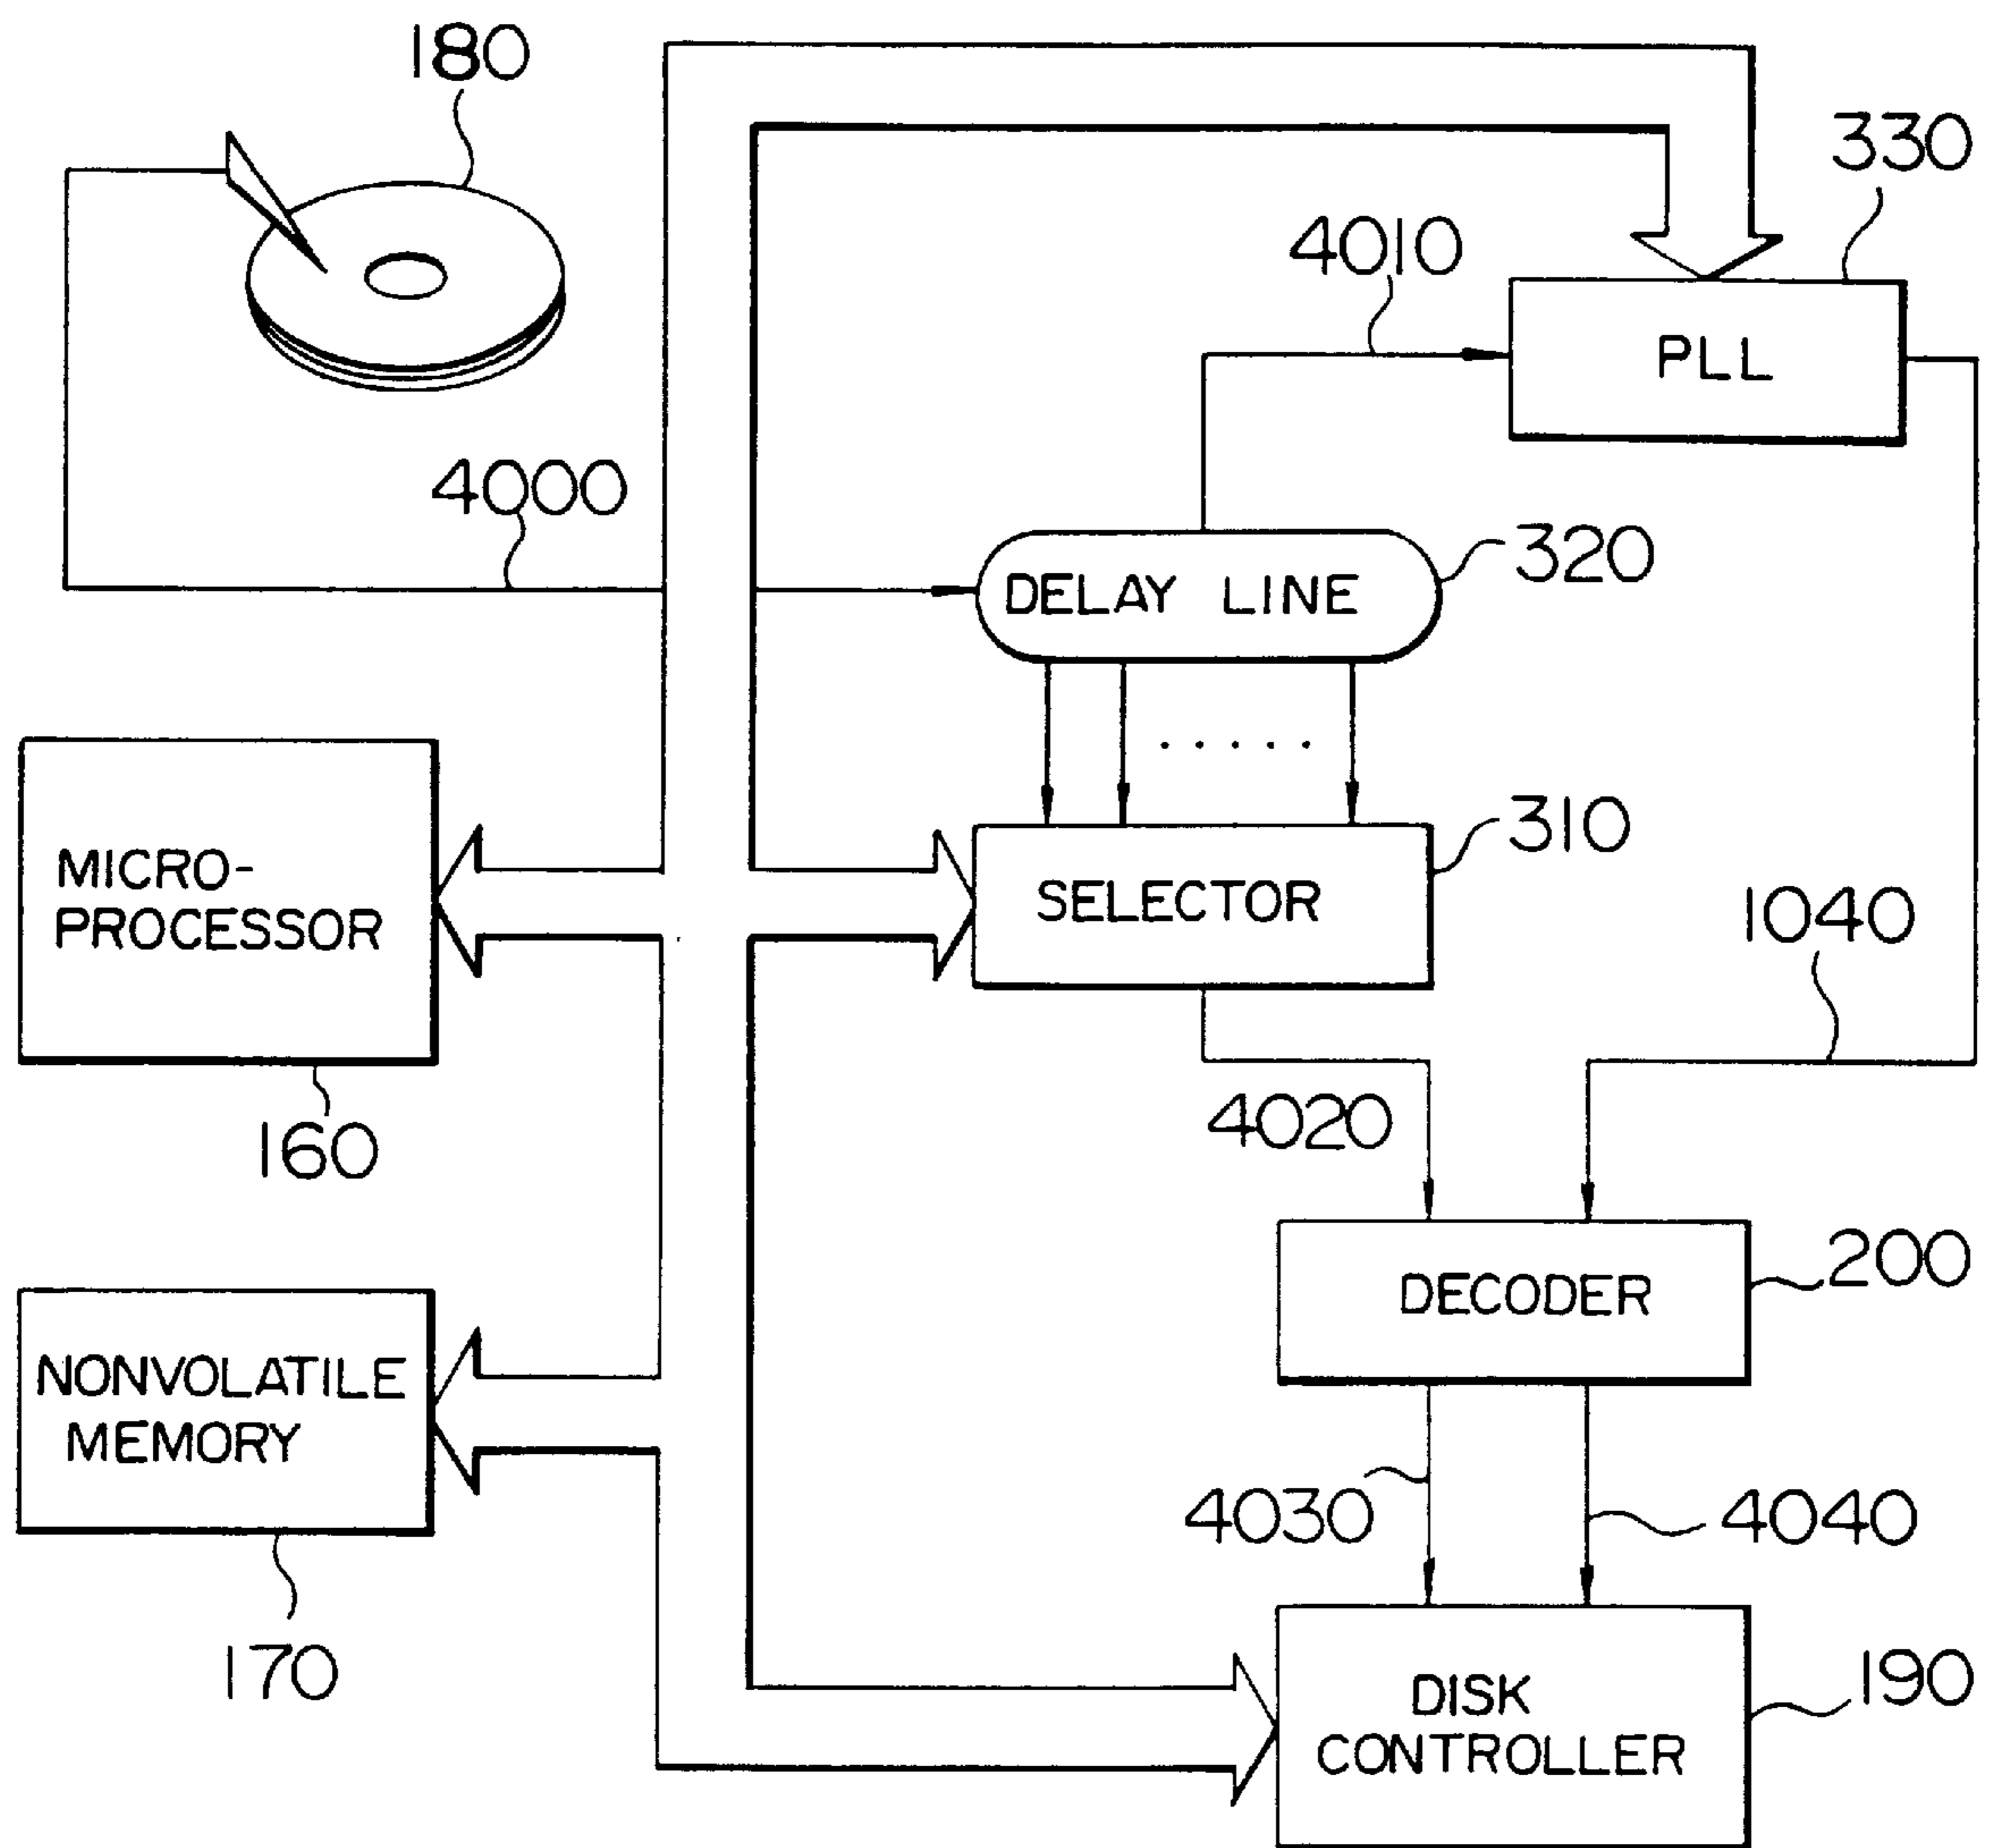 180
330
4010
PLL
4000
320
DELAY LINE
.....
310
MICRO-
PROCESSOR
SELECTOR
1040
4020
160
200
DECODER
NONVOLATILE
MEMORY
4030
4040
170
190
DISK
CONTROLLER